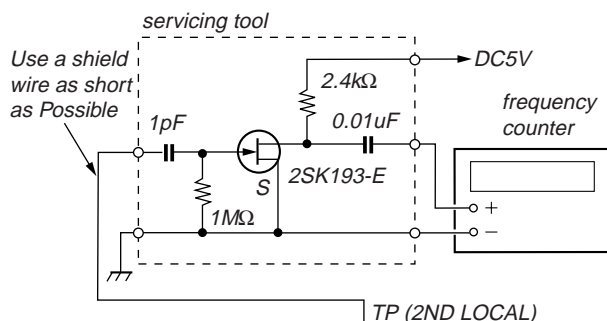 servicing tool
Use a shield
wire as short
as Possible
DC5V
2.4kΩ
frequency
counter
1pF
0.01uF
S
2SK193-E
1MΩ
+
–
TP (2ND LOCAL)